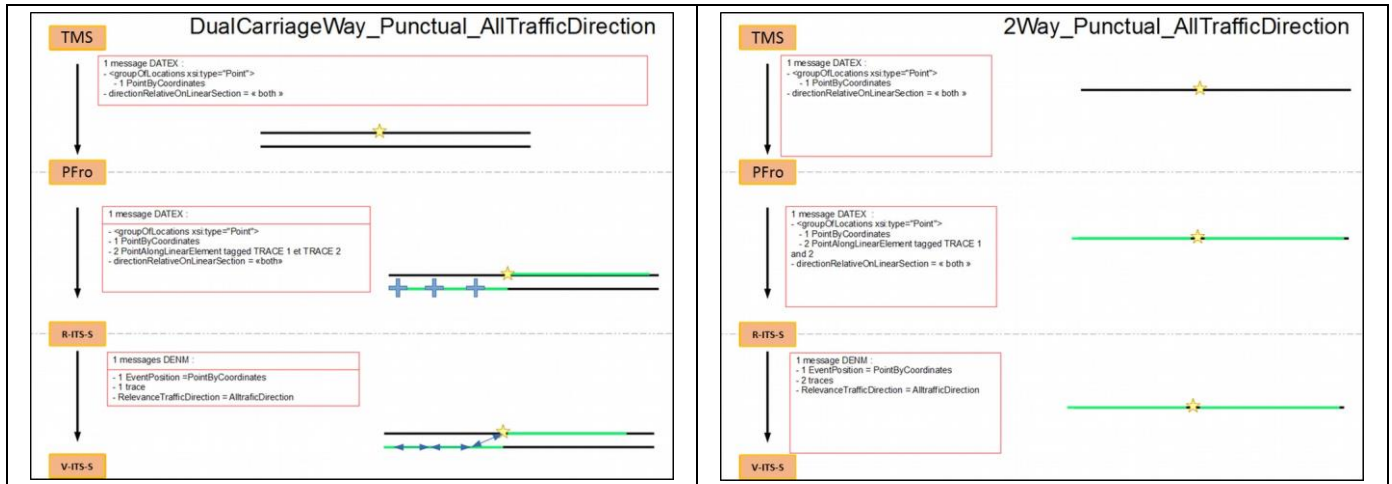 DualCarriageWay_Punctual_AllTrafficDirection
TMS
1 message DATEX :
- <groupOfLocations xsi:type="Point">
- 1 PointByCoordinates
- directionRelativeOnLinearSection = « both »
PFro
1 message DATEX :
- <groupOfLocations xsi:type="Point">
- 1 PointByCoordinates
- 2 PointAlongLinearElement tagged TRACE 1 et TRACE 2
- directionRelativeOnLinearSection = «both»
R-ITS-S
1 messages DENM :
- 1 EventPosition =PointByCoordinates
- 1 trace
- RelevanceTrafficDirection = AlltraficDirection
V-ITS-S
2Way_Punctual_AllTrafficDirection
TMS
1 message DATEX :
- <groupOfLocations xsi:type="Point">
- 1 PointByCoordinates
- directionRelativeOnLinearSection = « both »
PFro
1 message DATEX :
- <groupOfLocations xsi:type="Point">
- 1 PointByCoordinates
- 2 PointAlongLinearElement tagged TRACE 1
and 2
- directionRelativeOnLinearSection = « both »
R-ITS-S
1 message DENM :
- 1 EventPosition = PointByCoordinates
- 2 traces
- RelevanceTrafficDirection = AlltrafficDirection
V-ITS-S